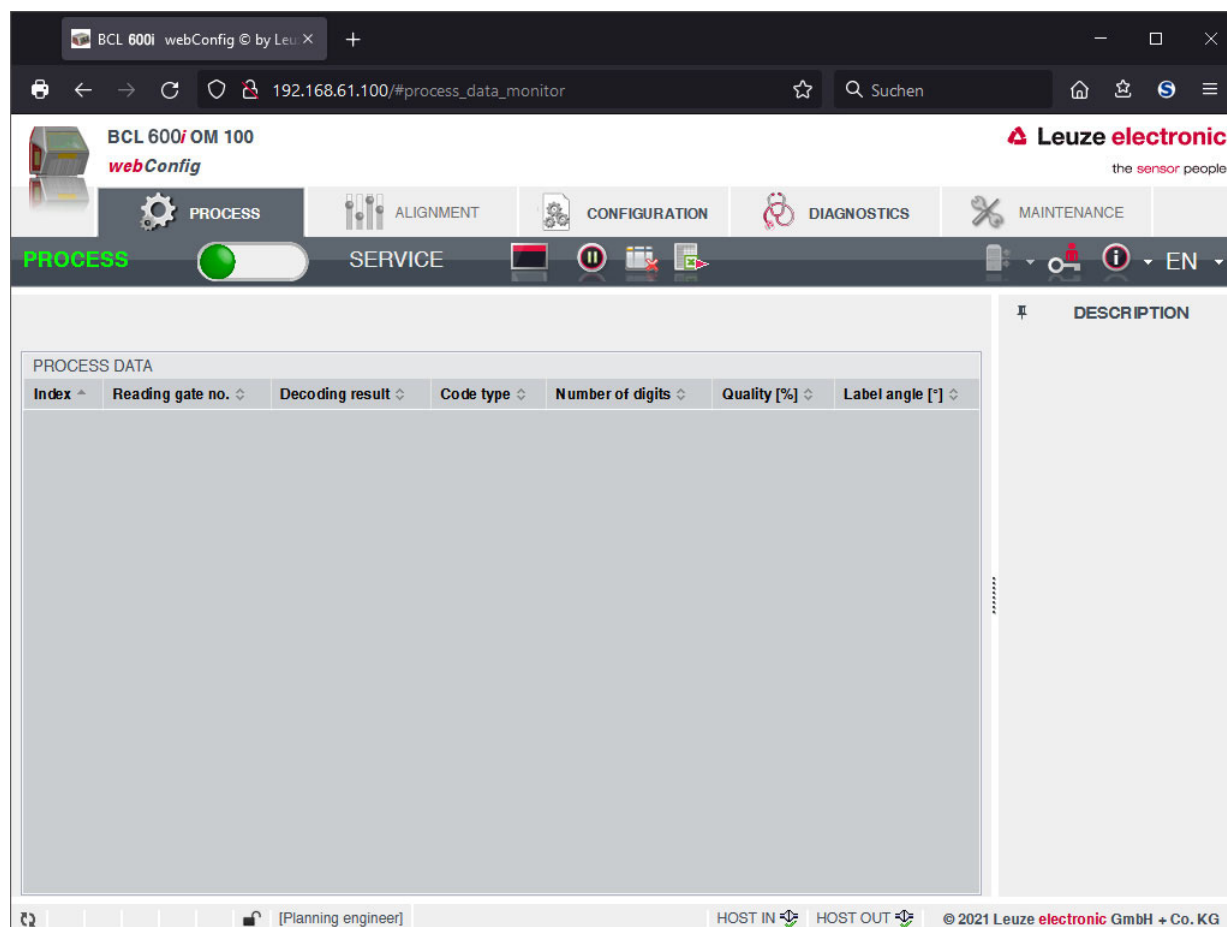 BCL 600i webConfig © by Leu
192.168.61.100/#process_data_monitor
Suchen
BCL 600i OM 100
webConfig
Leuze electronic
the sensor people
PROCESS
ALIGNMENT
CONFIGURATION
DIAGNOSTICS
MAINTENANCE
PROCESS
SERVICE
EN
DESCRIPTION
PROCESS DATA
Index Reading gate no. Decoding result Code type Number of digits Quality [%] Label angle [°]
[Planning engineer]
HOST IN HOST OUT © 2021 Leuze electronic GmbH + Co. KG